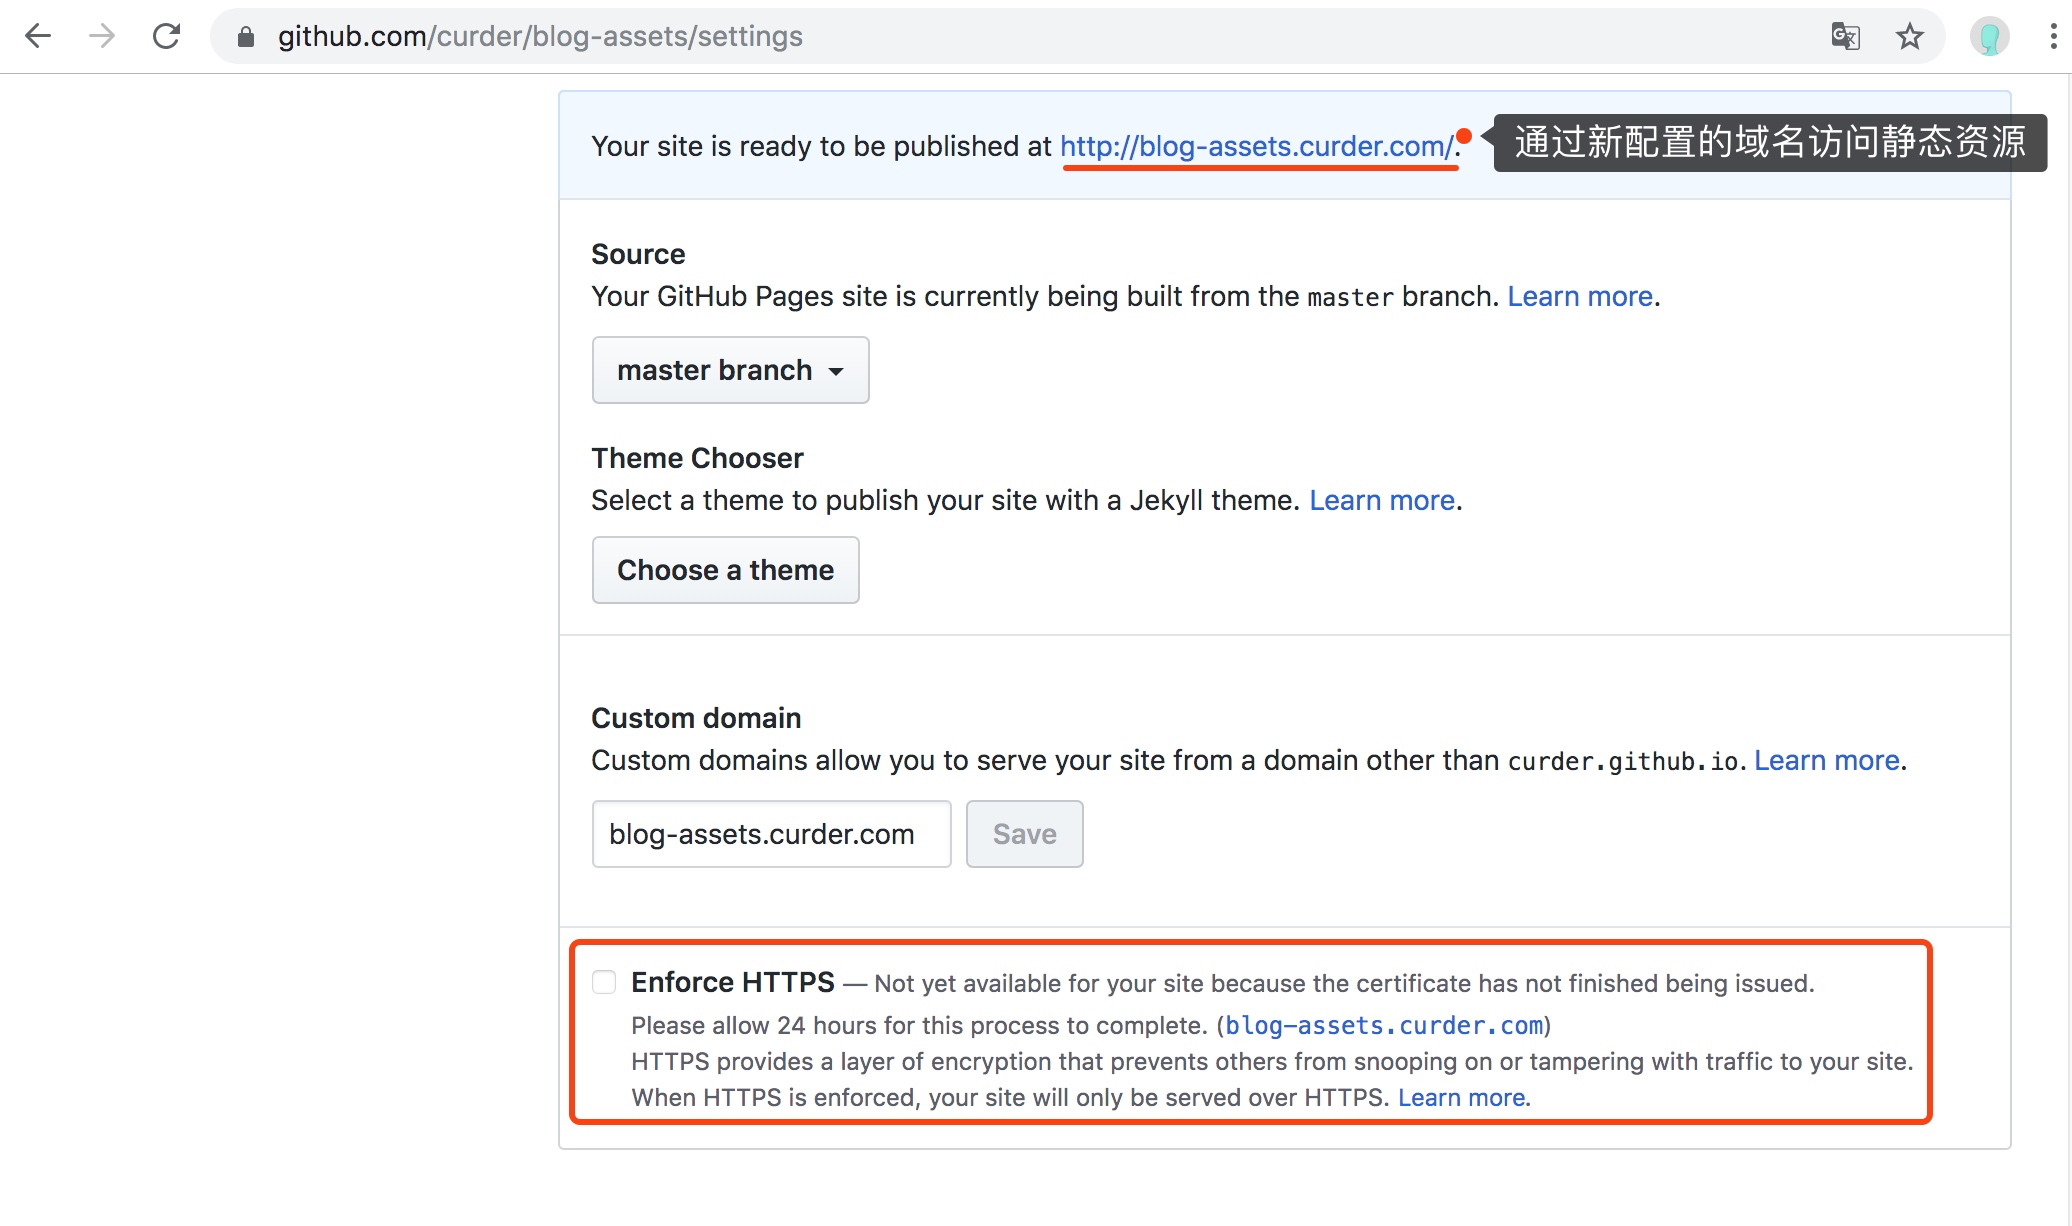 github.com/curder/blog-assets/settings
Your site is ready to be published at http://blog-assets.curder.com/.
通过新配置的域名访问静态资源
Source
Your GitHub Pages site is currently being built from the master branch. Learn more.
master branch
Theme Chooser
Select a theme to publish your site with a Jekyll theme. Learn more.
Choose a theme
Custom domain
Custom domains allow you to serve your site from a domain other than curder.github.io. Learn more.
blog-assets.curder.com
Save
Enforce HTTPS — Not yet available for your site because the certificate has not finished being issued.
Please allow 24 hours for this process to complete. (blog-assets.curder.com)
HTTPS provides a layer of encryption that prevents others from snooping on or tampering with traffic to your site.
When HTTPS is enforced, your site will only be served over HTTPS. Learn more.